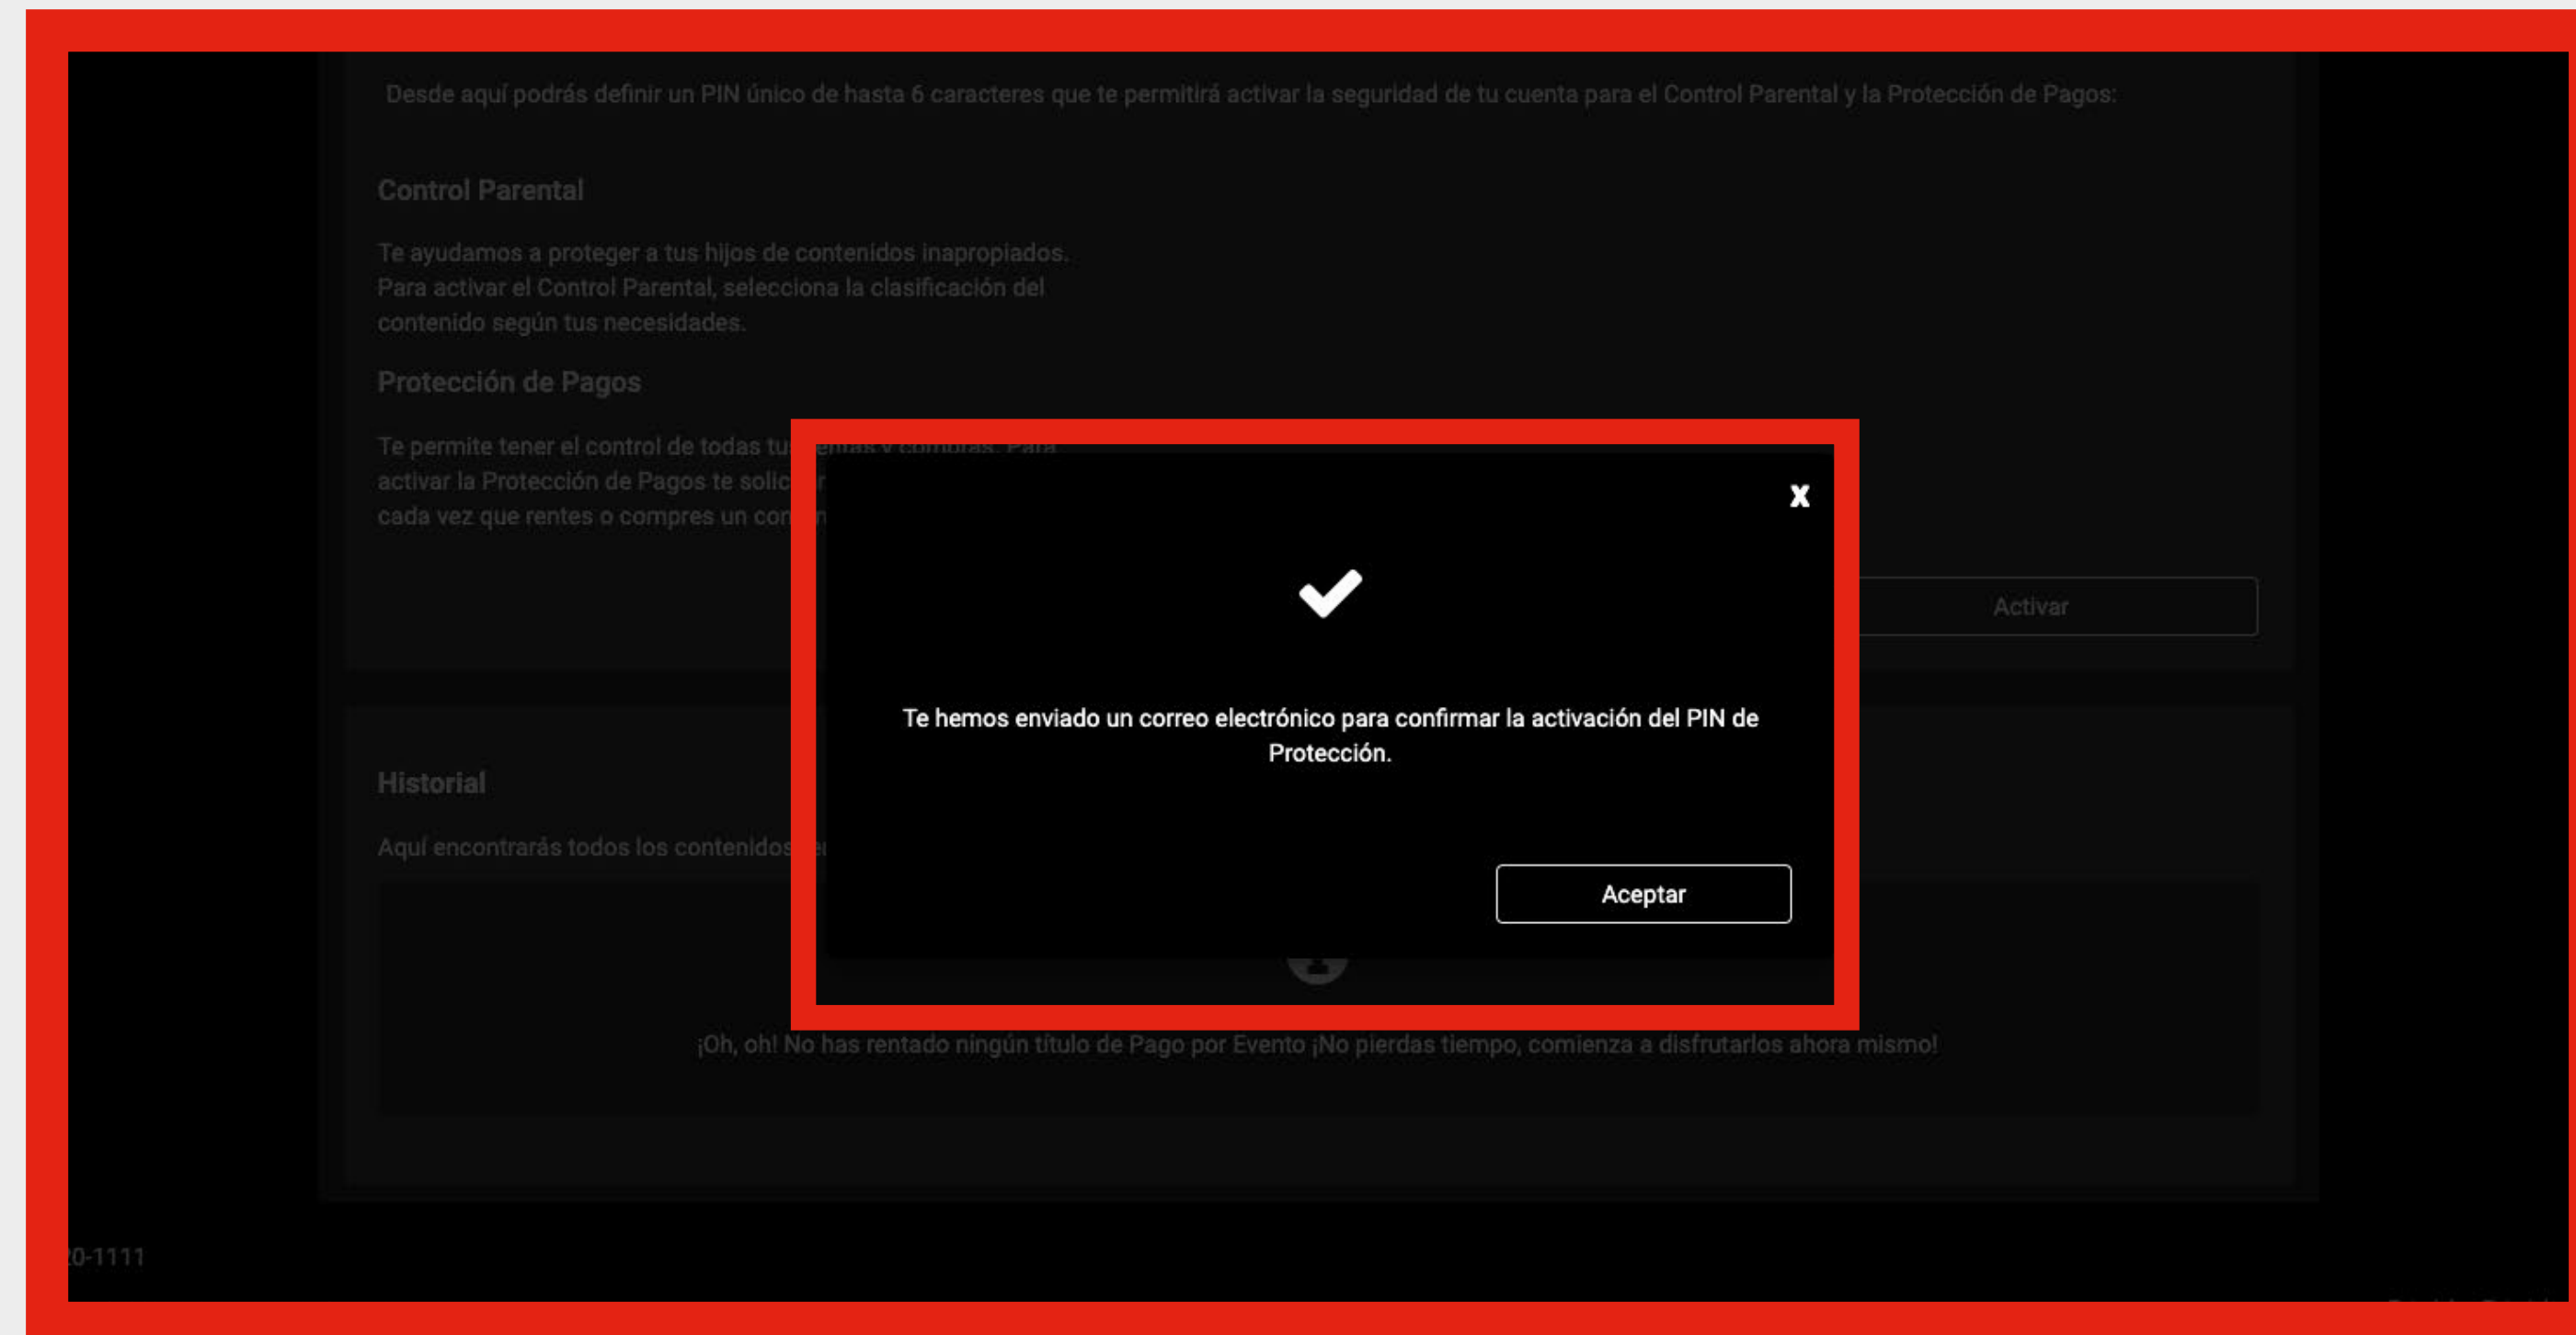 Desde aquí podrás definir un PIN único de hasta 6 caracteres que te permitirá activar la seguridad de tu cuenta para el Control Parental y la Protección de Pagos:
Control Parental
Te ayudamos a proteger a tus hijos de contenidos inapropiados.
Para activar el Control Parental, selecciona la clasificación del
contenido según tus necesidades.
Protección de Pagos
Te permite tener el control de todas y compras. Para
activar la Protección de Pagos te
cada vez que rentes o compres un
X
Activar
Te hemos enviado un correo electrónico para confirmar la activación del PIN de
Protección.
Historial
Aquí encontrarás todos los contenidos
Aceptar
¡Oh, oh! No has rentado ningún título de Pago por Evento ¡No pierdas tiempo, comienza a disfrutarlos ahora mismo!
20-1111